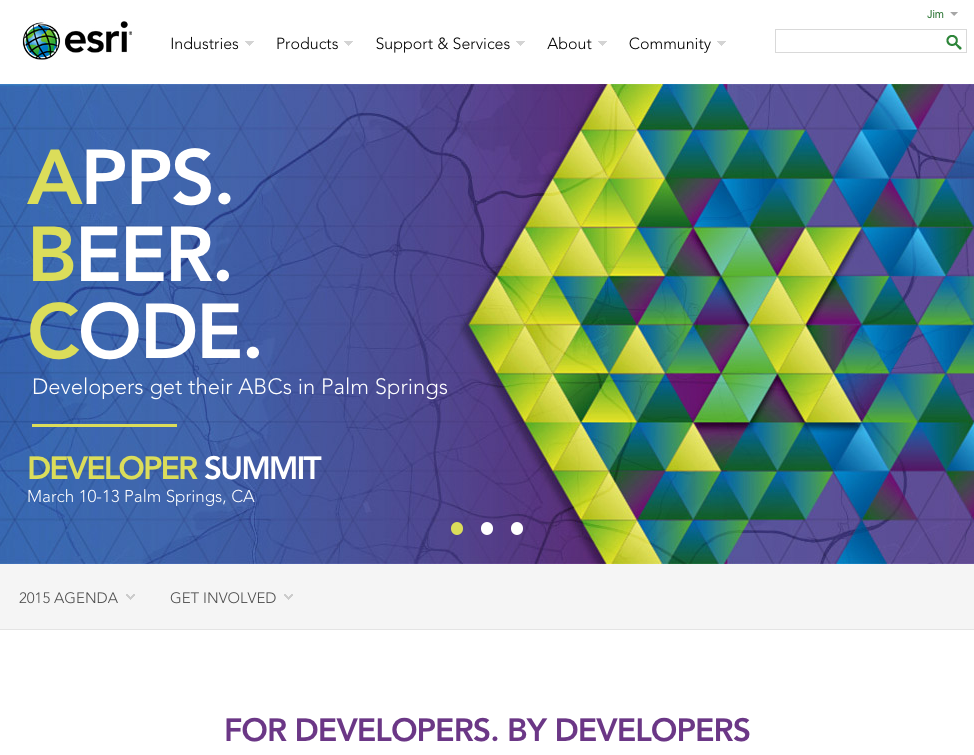 Jim
esri
Industries Products Support & Services About Community
APPS.
BEER.
CODE.
Developers get their ABCs in Palm Springs
DEVELOPER SUMMIT
March 10-13 Palm Springs, CA
2015 AGENDA GET INVOLVED
FOR DEVELOPERS. BY DEVELOPERS